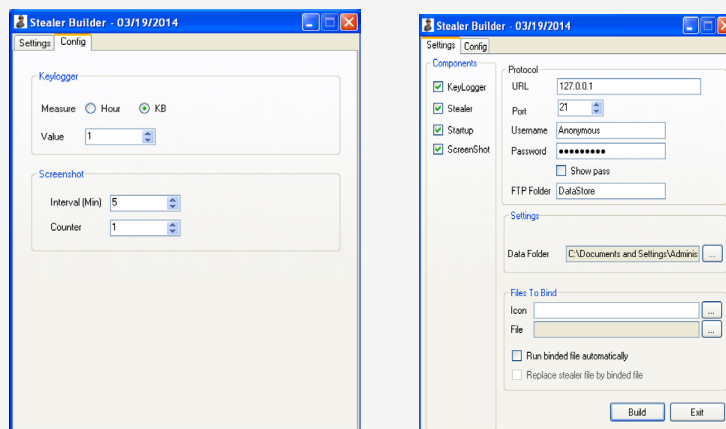 Stealer Builder - 03/19/2014
Settings Config
Keylogger
Measure Hour KB
Value 1
Screenshot
Interval (Min) 5
Counter 1
Stealer Builder - 03/19/2014
Settings Config
Components
KeyLogger
Stealer
Startup
ScreenShot
Protocol
URL 127.0.0.1
Port 21
Username Anonymous
Password •••••••••
Show pass
FTP Folder DataStore
Settings
Data Folder C:\Documents and Settings\Adminis ...
Files To Bind
Icon ...
File ...
Run binded file automatically
Replace stealer file by binded file
Build Exit